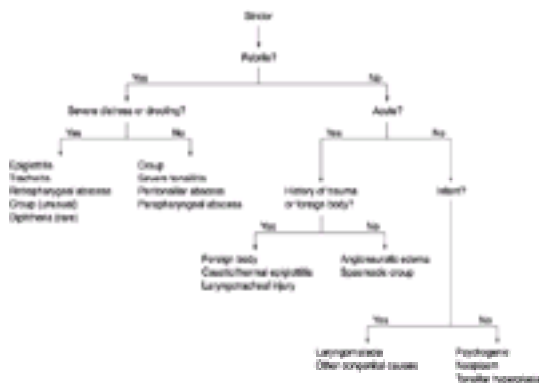 Stridor
Febrile?
Yes
No
Severe distress or drooling?
Acute?
Yes
No
Yes
No
Epiglottitis
Tracheitis
Retropharyngeal abscess
Croup (unusual)
Diphtheria (rare)
Croup
Severe tonsillitis
Peritonsillar abscess
Parapharyngeal abscess
History of trauma
or foreign body?
Infant?
Yes
No
Foreign body
Caustic/thermal epiglottitis
Laryngotracheal injury
Angioneurotic edema
Spasmodic croup
Yes
No
Laryngomalacia
Other congenital causes
Psychogenic
Neoplasm
Tonsillar hyperplasia